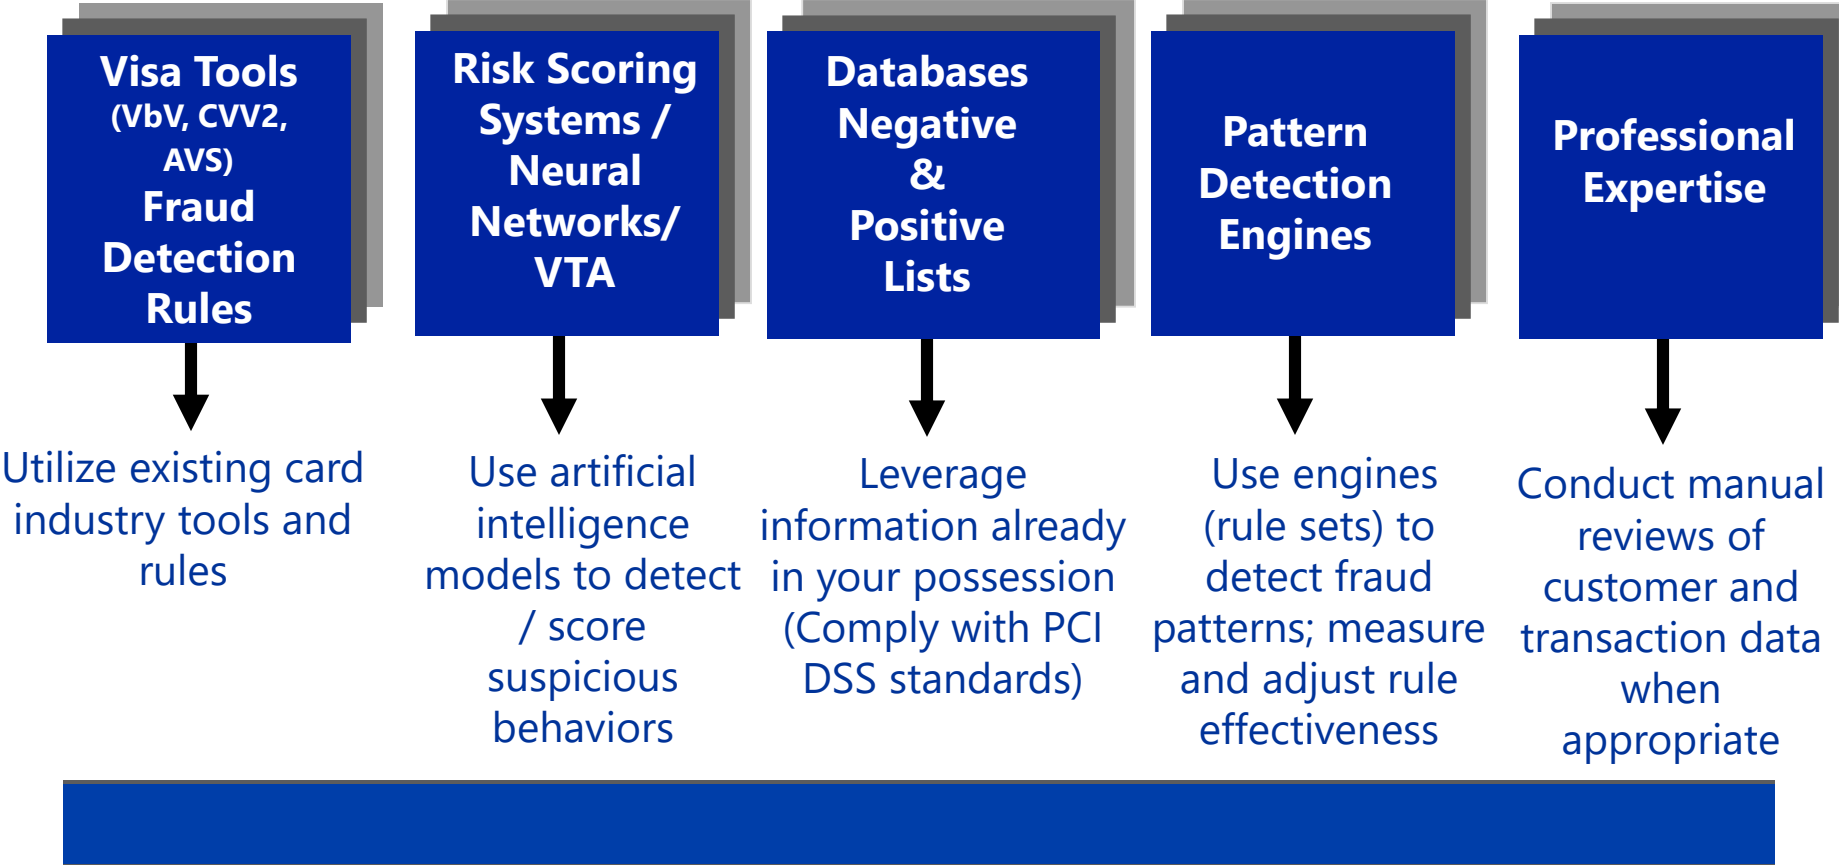 Visa Tools
(VbV, CVV2,
AVS)
Fraud
Detection
Rules
Utilize existing card
industry tools and
rules
Risk Scoring
Systems /
Neural
Networks/
VTA
Use artificial
intelligence
models to detect
/ score
suspicious
behaviors
Databases
Negative
&
Positive
Lists
Leverage
information already
in your possession
(Comply with PCI
DSS standards)
Pattern
Detection
Engines
Use engines
(rule sets) to
detect fraud
patterns; measure
and adjust rule
effectiveness
Professional
Expertise
Conduct manual
reviews of
customer and
transaction data
when
appropriate